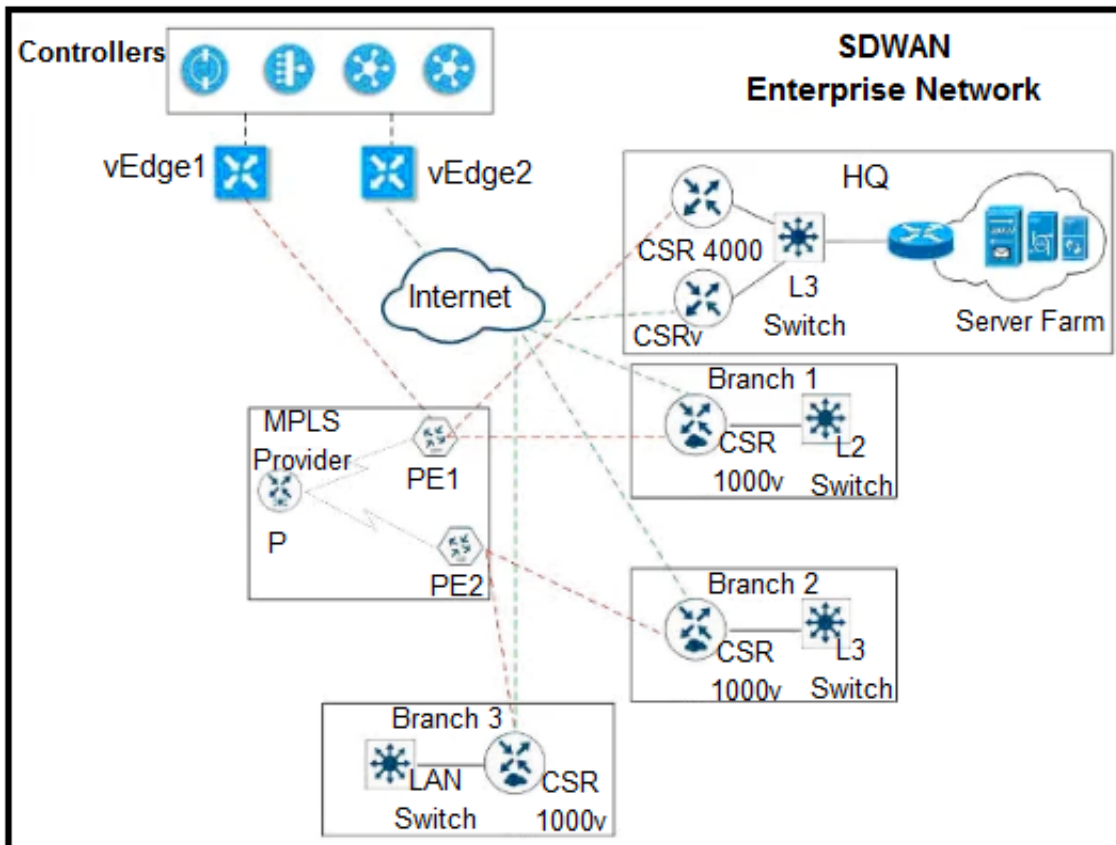 Controllers
SDWAN
Enterprise Network
vEdge1
vEdge2
HQ
CSR 4000
Internet
L3
Switch
CSRv
Server Farm
Branch 1
CSR
1000v
L2
Switch
MPLS
Provider
PE1
P
PE2
Branch 2
CSR
1000v
L3
Switch
Branch 3
LAN
Switch
CSR
1000v